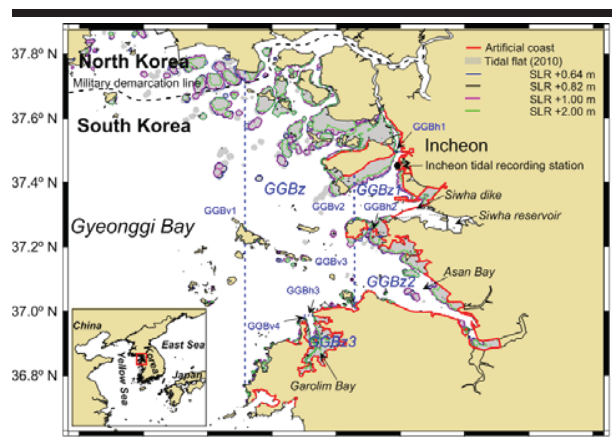 37.8° N
37.6° N
37.4° N
37.2° N
37.0° N
36.8° N
North Korea
Military demarcation line
South Korea
Artificial coast
Tidal flat (2010)
SLR +0.64 m
SLR +0.82 m
SLR +1.00 m
SLR +2.00 m
GGBh1
Incheon
Incheon tidal recording station
GGBz
GGBz1
Siwha dike
GGBv1
GGBv2
GGBh2
Siwha reservoir
Gyeonggi Bay
GGBv3
Asan Bay
GGBh3
GGBz2
GGBv4
GGBz3
Garolim Bay
China
East Sea
Korea
Japan
Yellow Sea